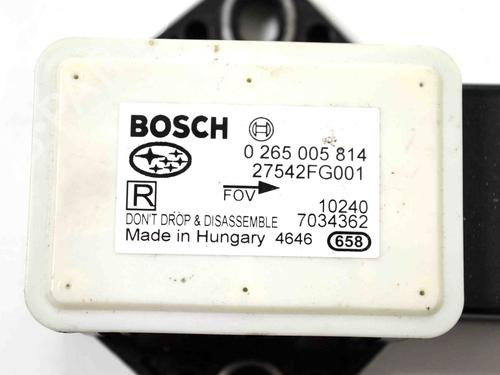 BOSCH
0 265 005 814
27542FG001
R
FOV
10240
DON'T DROP & DISASSEMBLE 7034362
Made in Hungary 4646 658